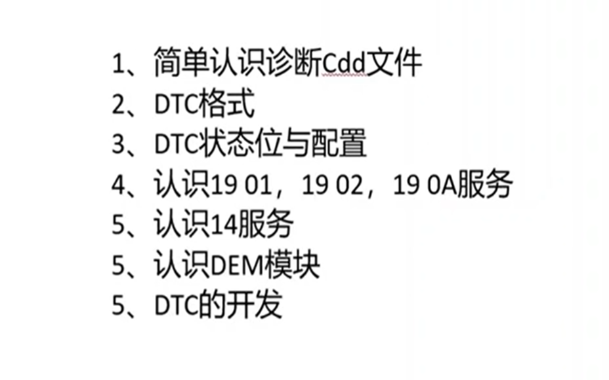 1、简单认识诊断Cdd文件
2、DTC格式
3、DTC状态位与配置
4、认识19 01，19 02，19 0A服务
5、认识14服务
5、认识DEM模块
5、DTC的开发